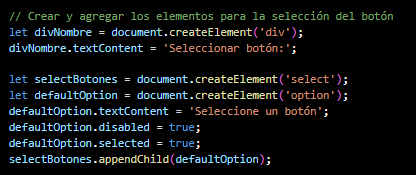 // Crear y agregar los elementos para la selección del botón
let divNombre = document.createElement('div');
divNombre.textContent = 'Seleccionar botón:';
let selectBotones = document.createElement('select');
let defaultOption = document.createElement('option');
defaultOption.textContent = 'Seleccione un botón';
defaultOption.disabled = true;
defaultOption.selected = true;
selectBotones.appendChild(defaultOption);